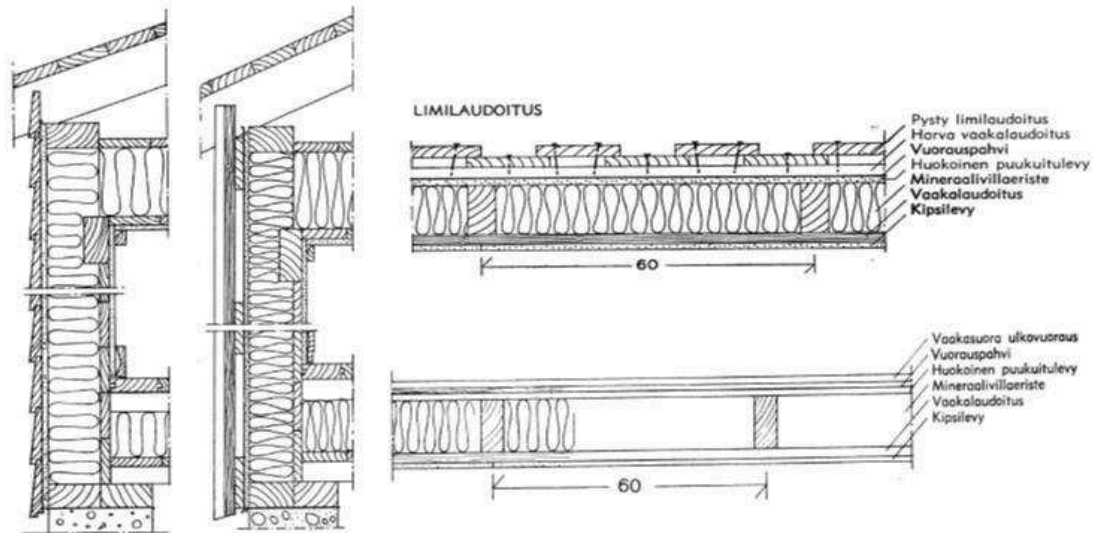 LIMILAUDOITUS
Pysty limilaudoitus
Harva vaakalaudoitus
Vuorauspahvi
Huokoinen puukuitulevy
Mineraalivillaeriste
Vaakalaudoitus
Kipsilevy
60
Vaakasuora ulkovuoraus
Vuorauspahvi
Huokoinen puukuitulevy
Mineraalivillaeriste
Vaakalaudoitus
Kipsilevy
60